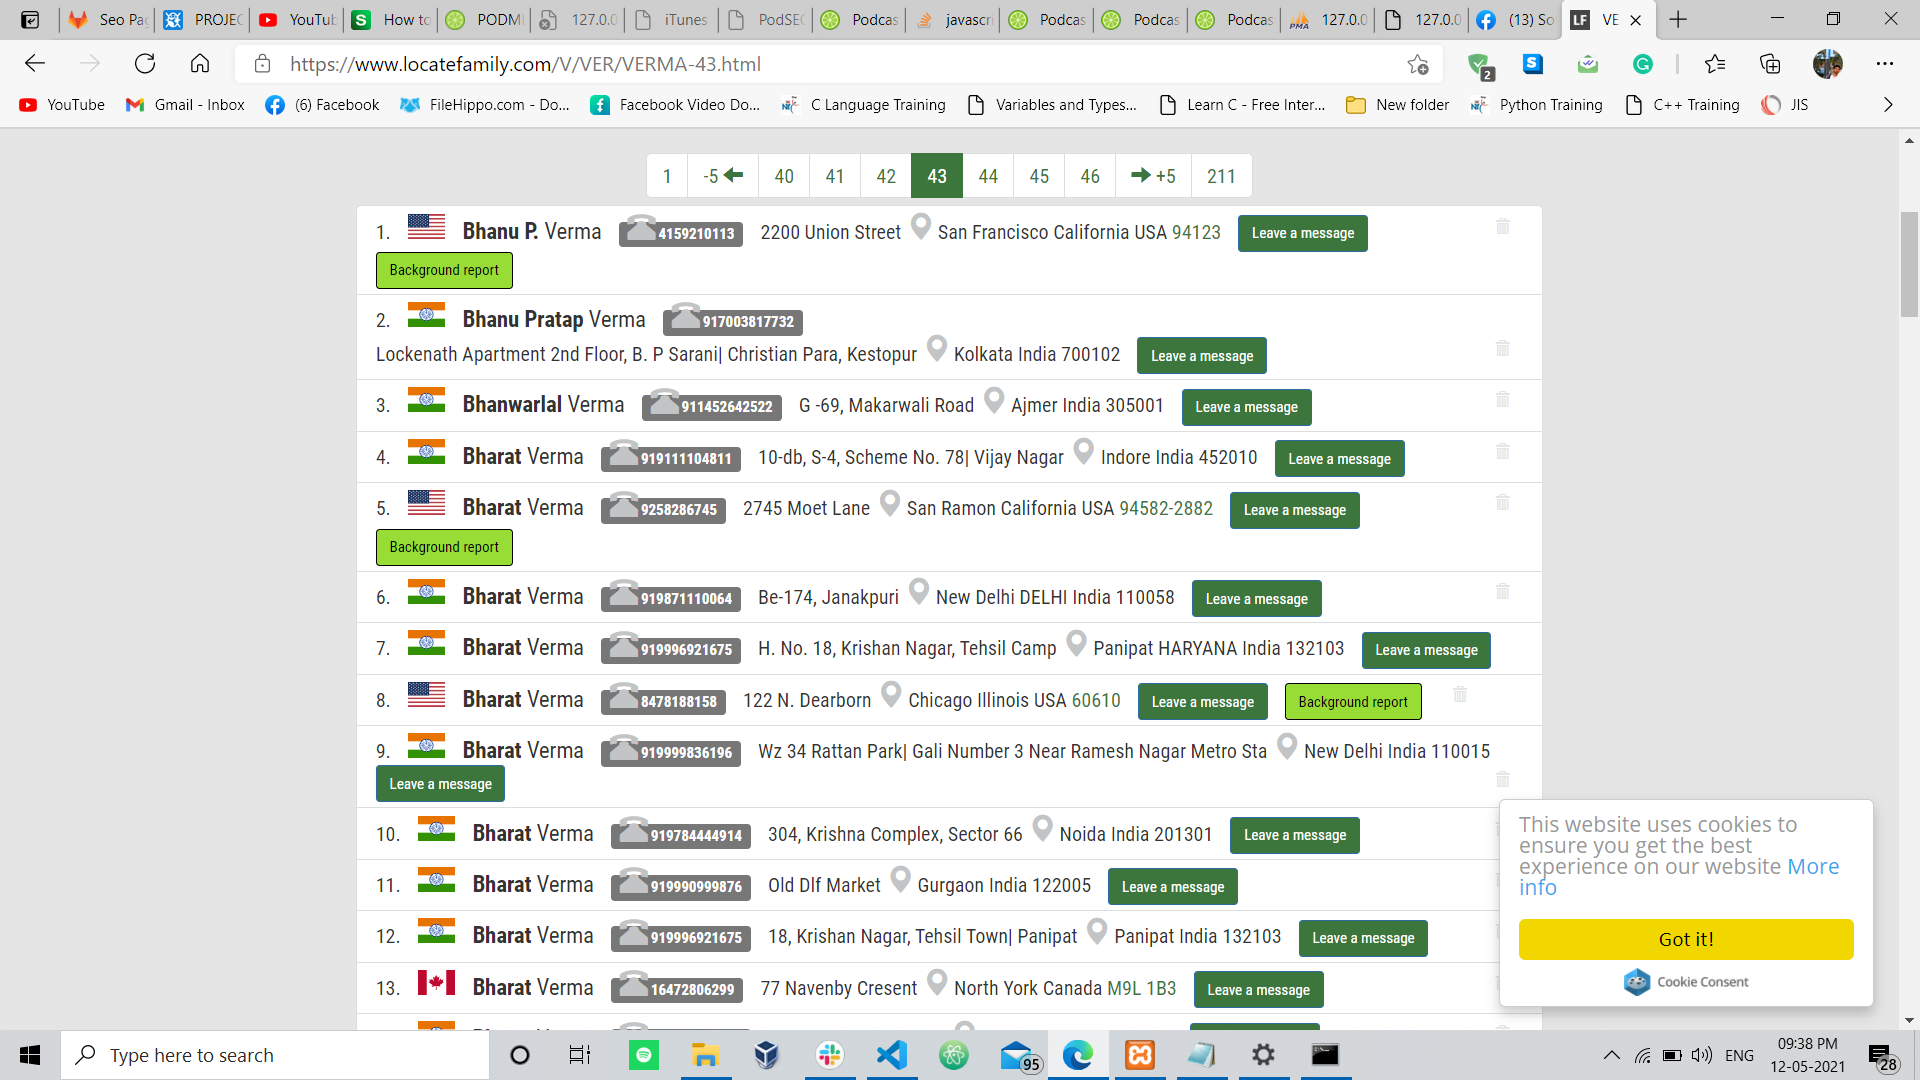 Seo Pag
PROJEC
YouTub
How to
PODM
127.0.0
iTunes
PodSEC
Podcas
javascri
Podcas
Podcas
Podcas
127.0.0
127.0.0
(13) So
VE
https://www.locatefamily.com/V/VER/VERMA-43.html
2
YouTube
Gmail - Inbox
(6) Facebook
FileHippo.com - Do...
Facebook Video Do...
C Language Training
Variables and Types...
Learn C - Free Inter...
New folder
Python Training
C++ Training
JIS
1 -5 40 41 42 43 44 45 46 +5 211
1. Bhanu P. Verma 4159210113 2200 Union Street San Francisco California USA 94123 Leave a message
Background report
2. Bhanu Pratap Verma 917003817732
Lockenath Apartment 2nd Floor, B. P Sarani| Christian Para, Kestopur Kolkata India 700102 Leave a message
3. Bhanwarlal Verma 911452642522 G -69, Makarwali Road Ajmer India 305001 Leave a message
4. Bharat Verma 919111104811 10-db, S-4, Scheme No. 78| Vijay Nagar Indore India 452010 Leave a message
5. Bharat Verma 9258286745 2745 Moet Lane San Ramon California USA 94582-2882 Leave a message
Background report
6. Bharat Verma 919871110064 Be-174, Janakpuri New Delhi DELHI India 110058 Leave a message
7. Bharat Verma 919996921675 H. No. 18, Krishan Nagar, Tehsil Camp Panipat HARYANA India 132103 Leave a message
8. Bharat Verma 8478188158 122 N. Dearborn Chicago Illinois USA 60610 Leave a message Background report
9. Bharat Verma 919999836196 Wz 34 Rattan Park| Gali Number 3 Near Ramesh Nagar Metro Sta New Delhi India 110015
Leave a message
10. Bharat Verma 919784444914 304, Krishna Complex, Sector 66 Noida India 201301 Leave a message
11. Bharat Verma 919990999876 Old Dlf Market Gurgaon India 122005 Leave a message
12. Bharat Verma 919996921675 18, Krishan Nagar, Tehsil Town| Panipat Panipat India 132103 Leave a message
13. Bharat Verma 16472806299 77 Navenby Cresent North York Canada M9L 1B3 Leave a message
This website uses cookies to
ensure you get the best
experience on our website More
info
Got it!
Cookie Consent
Type here to search
95
ENG
09:38 PM
12-05-2021
28